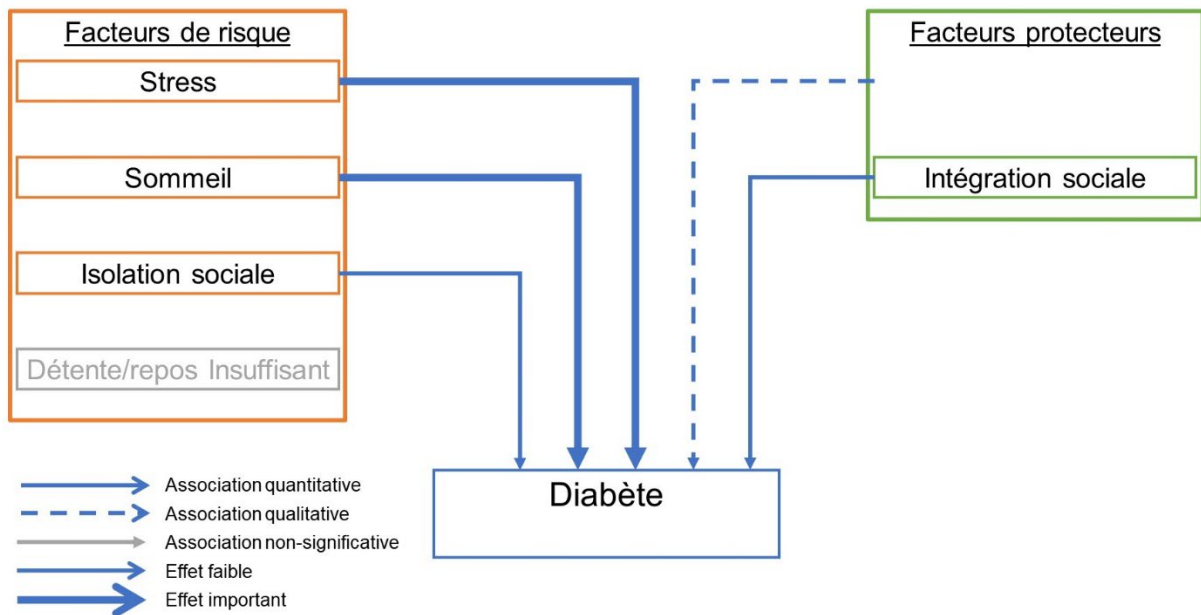 Facteurs de risque
Stress
Sommeil
Isolation sociale
Détente/repos Insuffisant
Facteurs protecteurs
Intégration sociale
Diabète
Association quantitative
Association qualitative
Association non-significative
Effet faible
Effet important